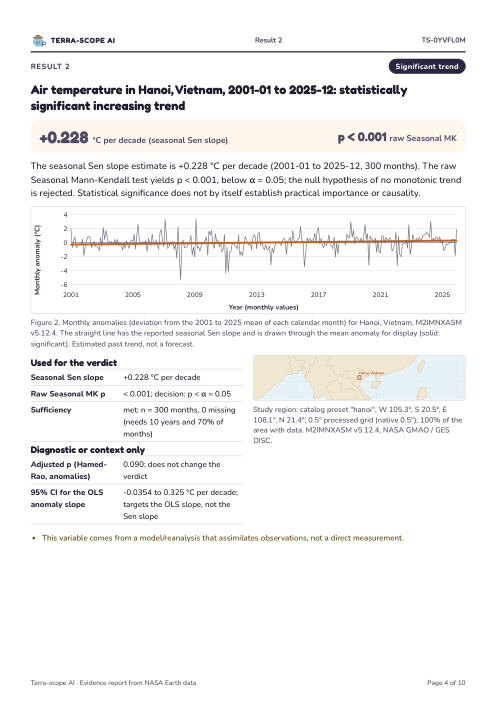 TERRA-SCOPE AI
Result 2
TS-0YVFL0M
RESULT 2
Significant trend
Air temperature in Hanoi, Vietnam, 2001-01 to 2025-12: statistically
significant increasing trend
+0.228 °C per decade (seasonal Sen slope)
p < 0.001 raw Seasonal MK
The seasonal Sen slope estimate is +0.228 °C per decade (2001-01 to 2025-12, 300 months). The raw
Seasonal Mann-Kendall test yields p < 0.001, below α = 0.05; the null hypothesis of no monotonic trend
is rejected. Statistical significance does not by itself establish practical importance or causality.
Monthly anomaly (°C)
4
2
0
-2
-4
-6
2001
2005
2009
2013
2017
2021
2025
Year (monthly values)
Figure 2. Monthly anomalies (deviation from the 2001 to 2025 mean of each calendar month) for Hanoi, Vietnam, M2IMNXASM
v5.12.4. The straight line has the reported seasonal Sen slope and is drawn through the mean anomaly for display (solid:
significant). Estimated past trend, not a forecast.
Used for the verdict
Seasonal Sen slope +0.228 °C per decade
Raw Seasonal MK p < 0.001; decision: p < α = 0.05
Sufficiency met: n = 300 months, 0 missing
(needs 10 years and 70% of
months)
Diagnostic or context only
Adjusted p (Hamed- 0.090; does not change the
Rao, anomalies) verdict
95% CI for the OLS -0.0354 to 0.325 °C per decade;
anomaly slope targets the OLS slope, not the
Sen slope
Hanoi, Vietnam
Study region: catalog preset "hanoi", W 105.3°, S 20.5°, E
106.1°, N 21.4°; 0.5° processed grid (native 0.5°); 100% of the
area with data. M2IMNXASM v5.12.4, NASA GMAO / GES
DISC.
• This variable comes from a model/reanalysis that assimilates observations, not a direct measurement.
Terra-scope AI · Evidence report from NASA Earth data
Page 4 of 10